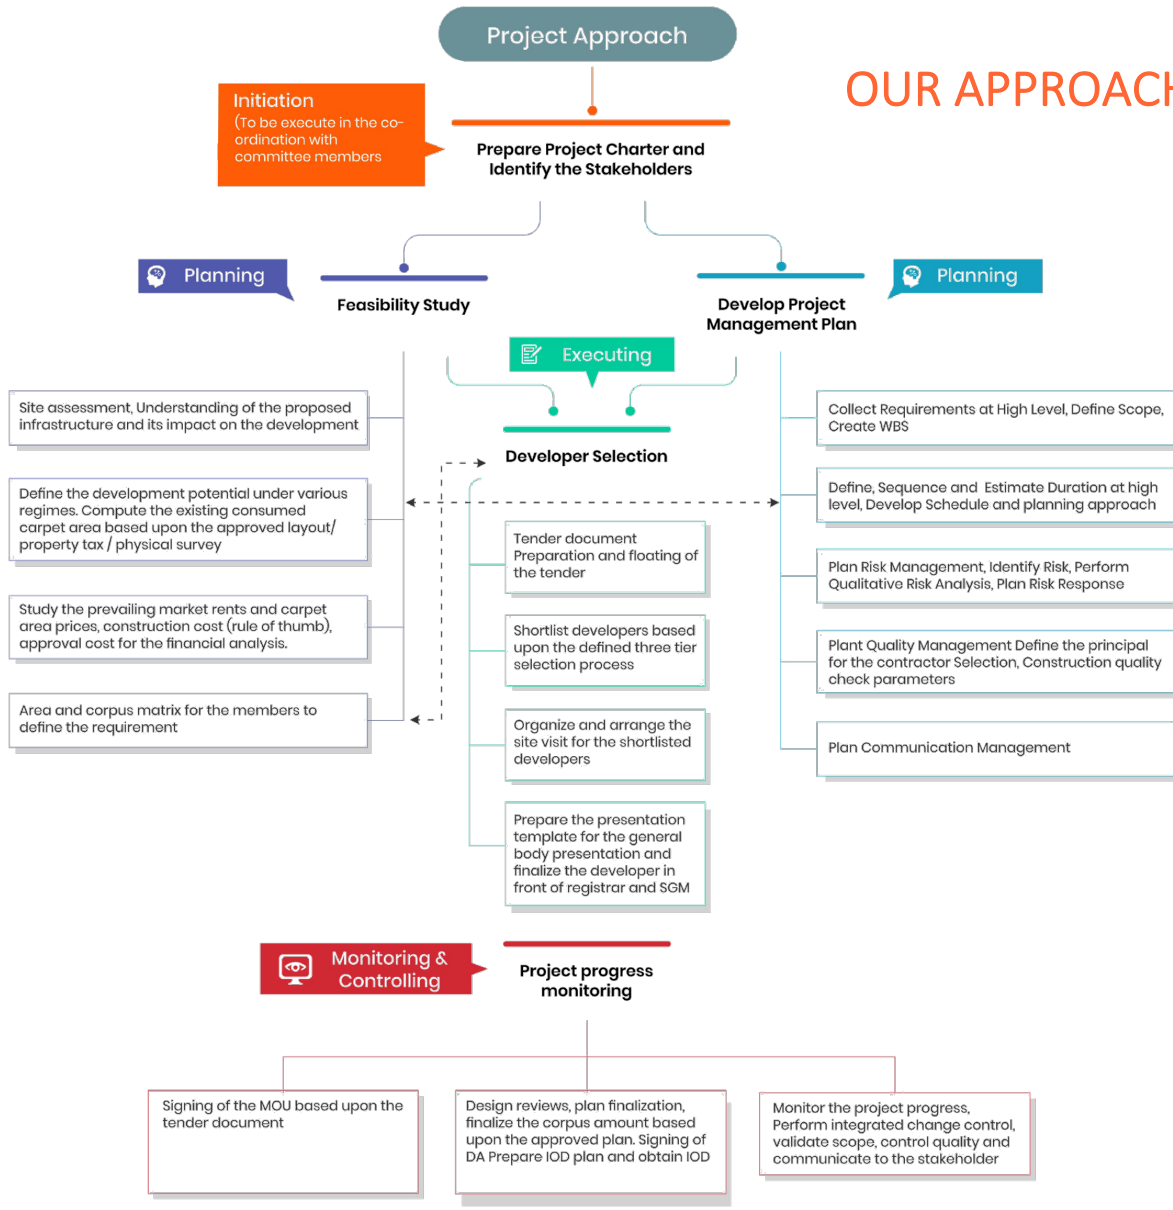 Project Approach
OUR APPROACH
Initiation
(To be execute in the co-
ordination with
committee members
Prepare Project Charter and
Identify the Stakeholders
Planning
Feasibility Study
Develop Project
Management Plan
Planning
Executing
Developer Selection
Site assessment, Understanding of the proposed
infrastructure and its impact on the development
Define the development potential under various
regimes. Compute the existing consumed
carpet area based upon the approved layout/
property tax / physical survey
Study the prevailing market rents and carpet
area prices, construction cost (rule of thumb),
approval cost for the financial analysis.
Area and corpus matrix for the members to
define the requirement
Tender document
Preparation and floating of
the tender
Shortlist developers based
upon the defined three tier
selection process
Organize and arrange the
site visit for the shortlisted
developers
Prepare the presentation
template for the general
body presentation and
finalize the developer in
front of registrar and SGM
Collect Requirements at High Level, Define Scope,
Create WBS
Define, Sequence and Estimate Duration at high
level, Develop Schedule and planning approach
Plan Risk Management, Identify Risk, Perform
Qualitative Risk Analysis, Plan Risk Response
Plant Quality Management Define the principal
for the contractor Selection, Construction quality
check parameters
Plan Communication Management
Monitoring &
Controlling
Project progress
monitoring
Signing of the MOU based upon the
tender document
Design reviews, plan finalization,
finalize the corpus amount based
upon the approved plan. Signing of
DA Prepare IOD plan and obtain IOD
Monitor the project progress,
Perform integrated change control,
validate scope, control quality and
communicate to the stakeholder